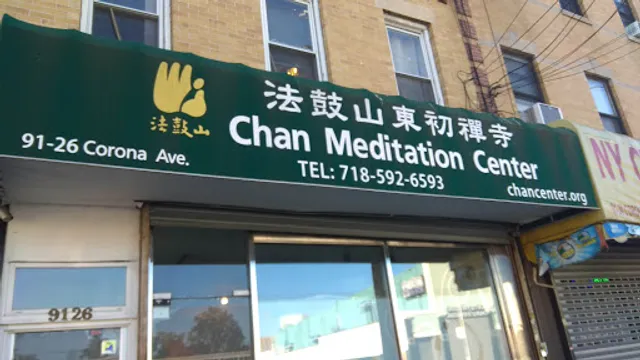 法鼓山東初禪寺
法鼓山
Chan Meditation Center
91-26 Corona Ave.
TEL: 718-592-6593
chancenter.org
NY
9126